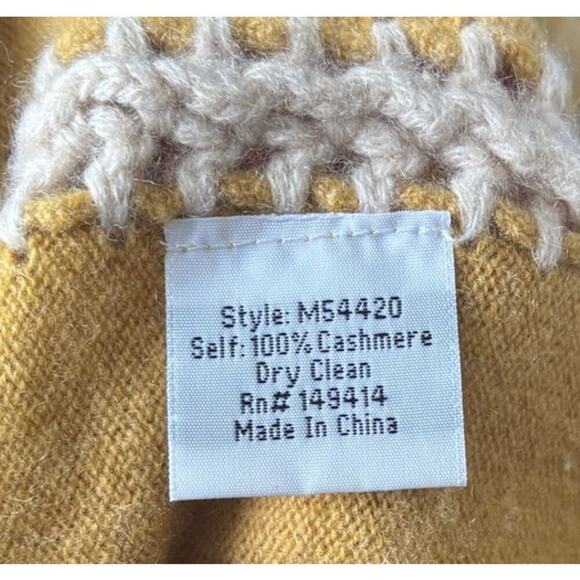 Style: M54420
Self: 100% Cashmere
Dry Clean
Rn# 149414
Made In China